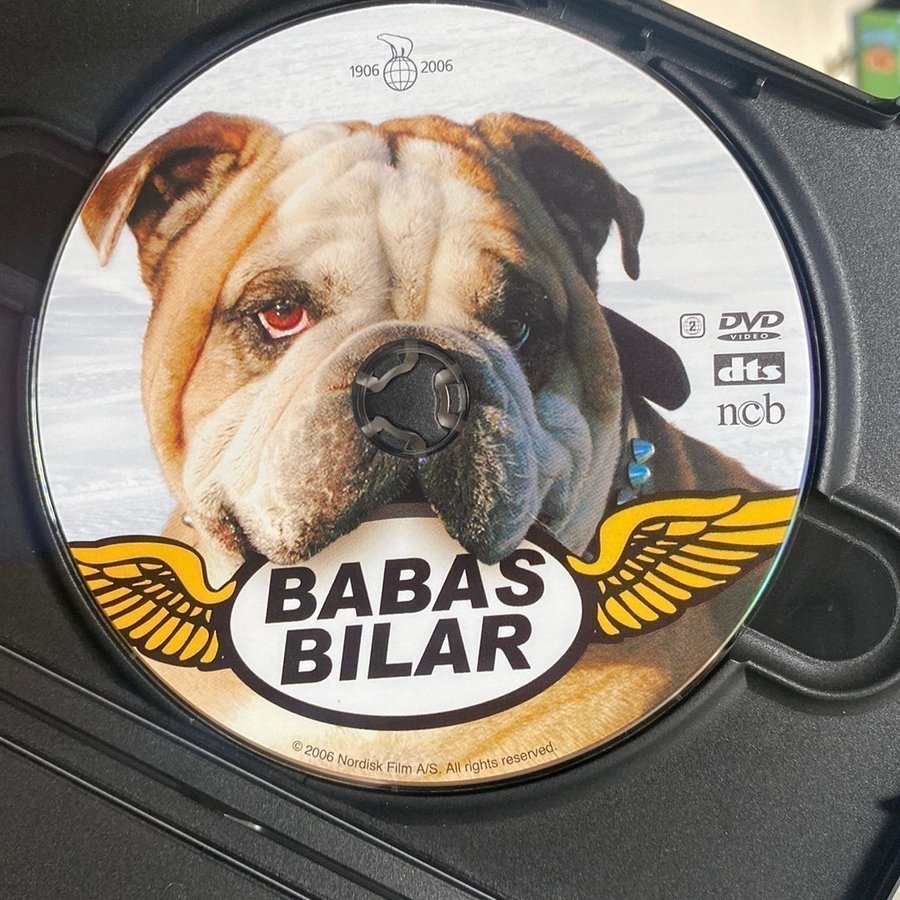 1906 2006
2
DVD
VIDEO
dts
ncb
BABAS
BILAR
© 2006 Nordisk Film A/S. All rights reserved.